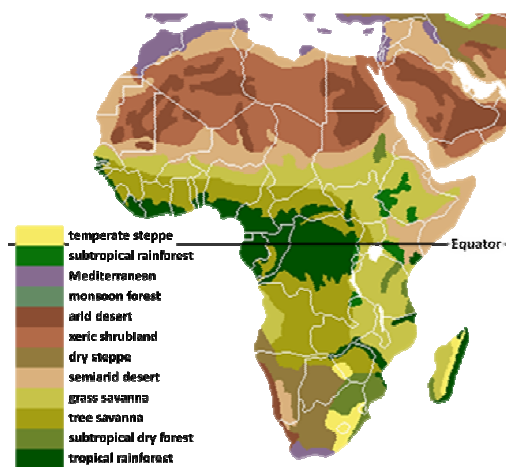 temperate steppe
subtropical rainforest
Equator
Mediterranean
monsoon forest
arid desert
xeric shrubland
dry steppe
semiarid desert
grass savanna
tree savanna
subtropical dry forest
tropical rainforest